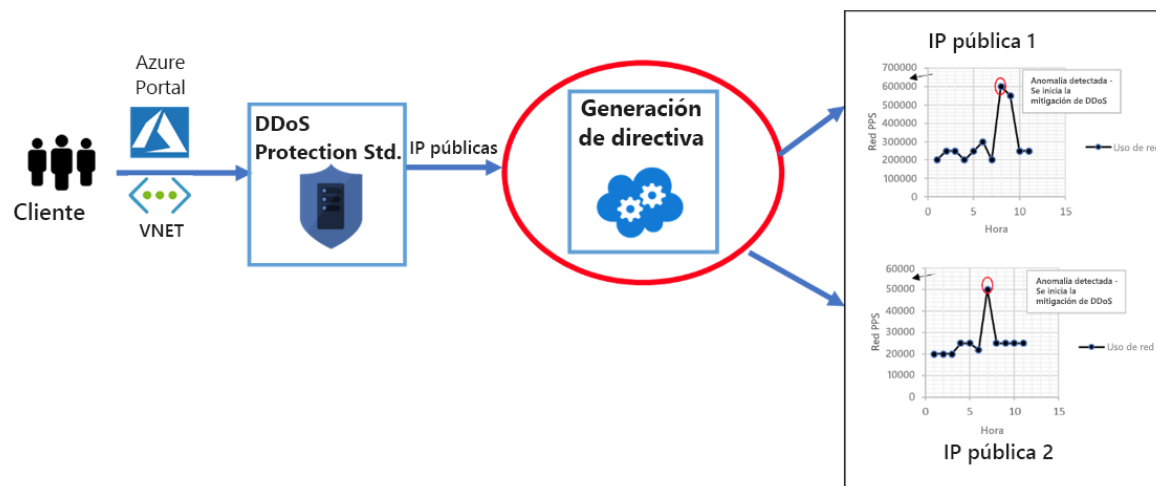 Azure
Portal
Cliente
VNET
DDoS
Protection Std.
IP públicas
Generación
de directiva
IP pública 1
700000
600000
500000
400000
300000
200000
100000
0
Red PPS
0
5
10
15
Hora
Anomalía detectada -
Se inicia la
mitigación de DDoS
Uso de red
60000
50000
40000
30000
20000
10000
0
Red PPS
0
5
10
15
Hora
Anomalía detectada -
Se inicia la
mitigación de DDoS
Uso de red
IP pública 2